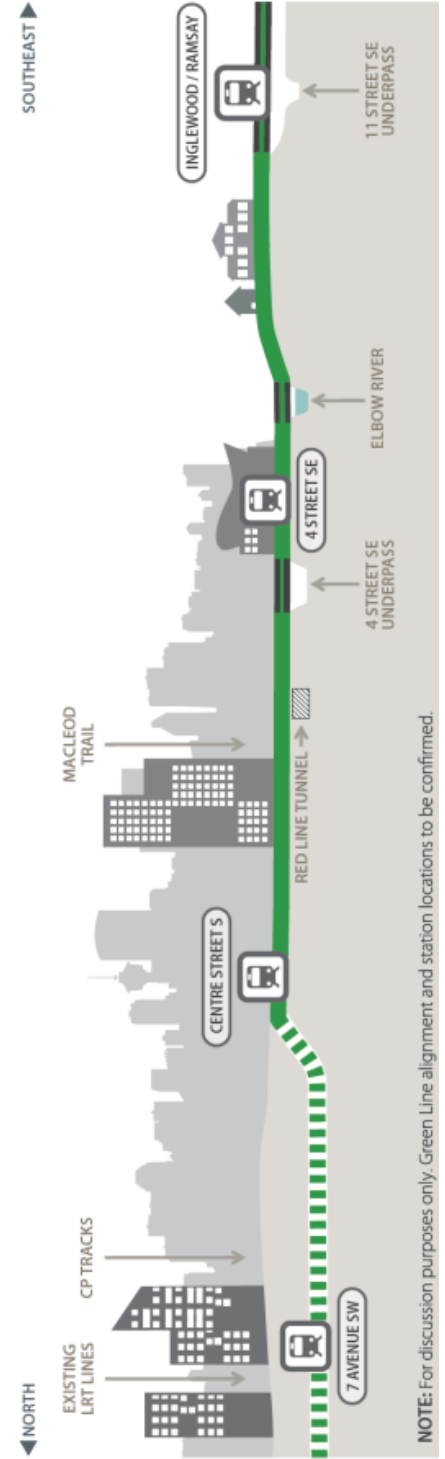 NORTH
SOUTHEAST
EXISTING
LRT LINES
CP TRACKS
MACLEOD
TRAIL
INGLEWOOD / RAMSAY
CENTRE STREET S
7 AVENUE SW
RED LINE TUNNEL
4 STREET SE
4 STREET SE
UNDERPASS
ELBOW RIVER
11 STREET SE
UNDERPASS
NOTE: For discussion purposes only. Green Line alignment and station locations to be confirmed.